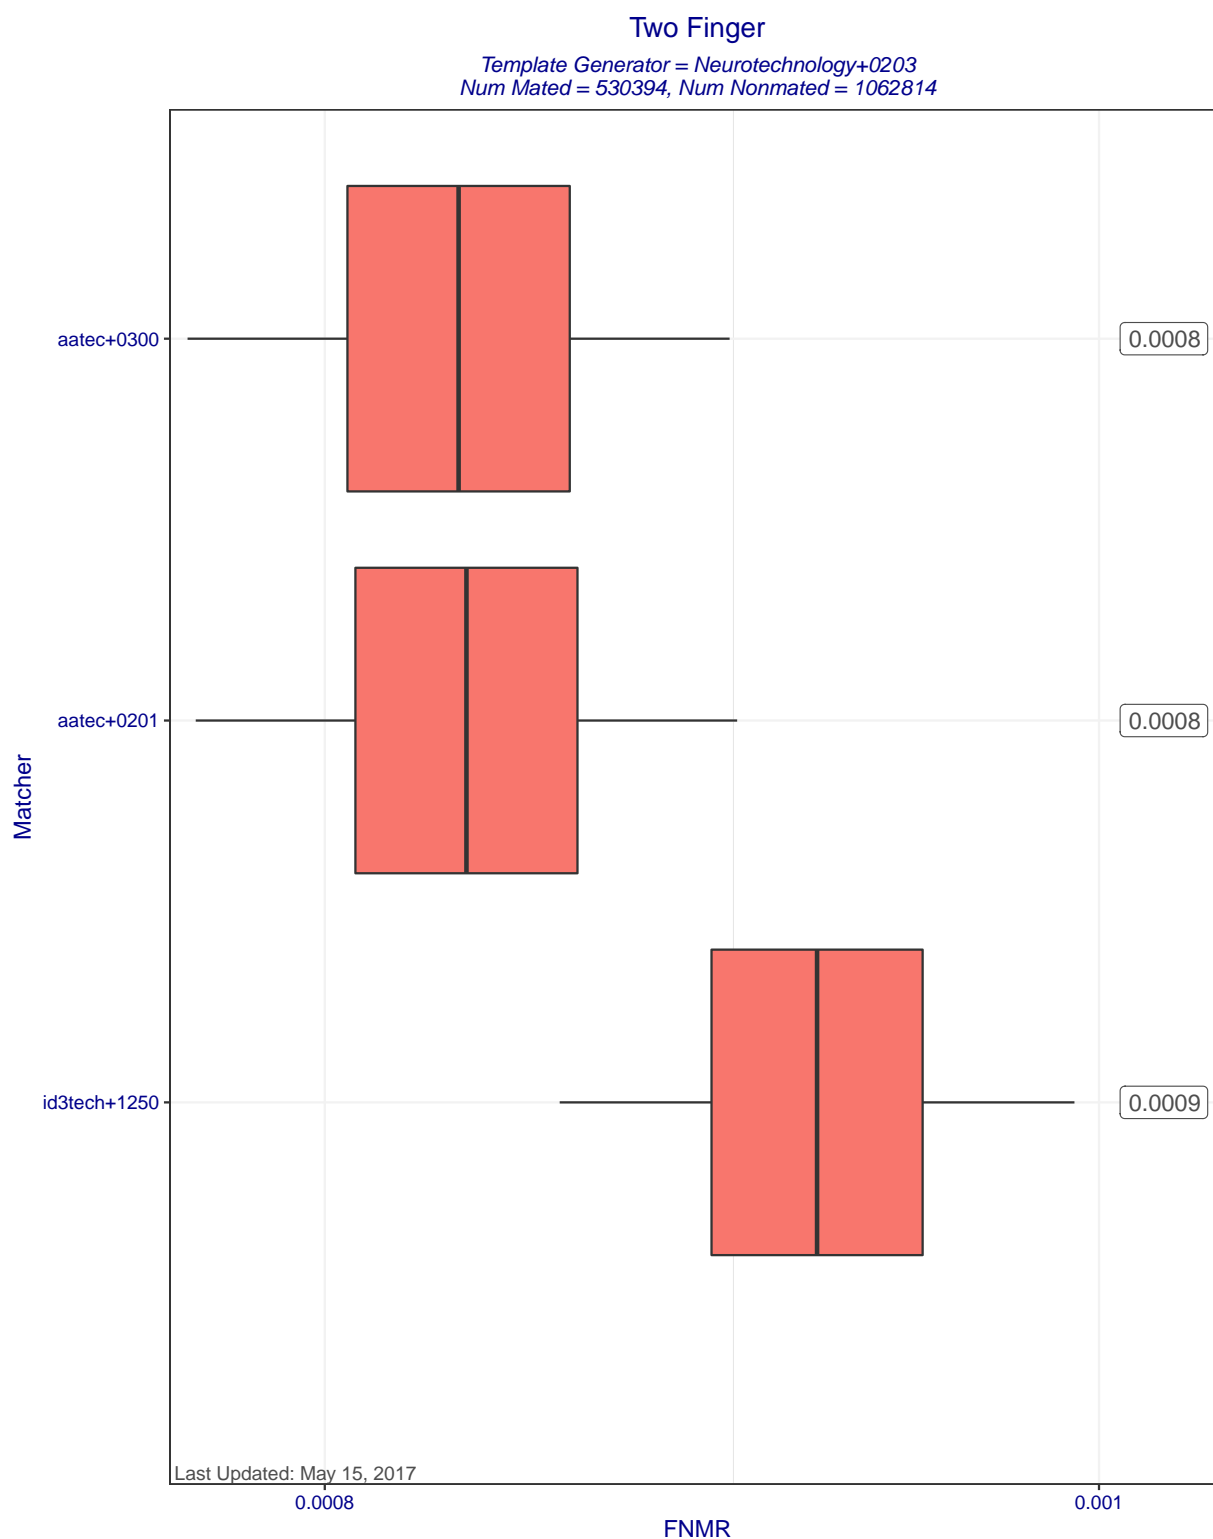 Two Finger
Template Generator = Neurotechnology+0203
Num Mated = 530394, Num Nonmated = 1062814
aatec+0300
0.0008
aatec+0201
0.0008
Matcher
id3tech+1250
0.0009
Last Updated: May 15, 2017
0.0008
0.001
FNMR